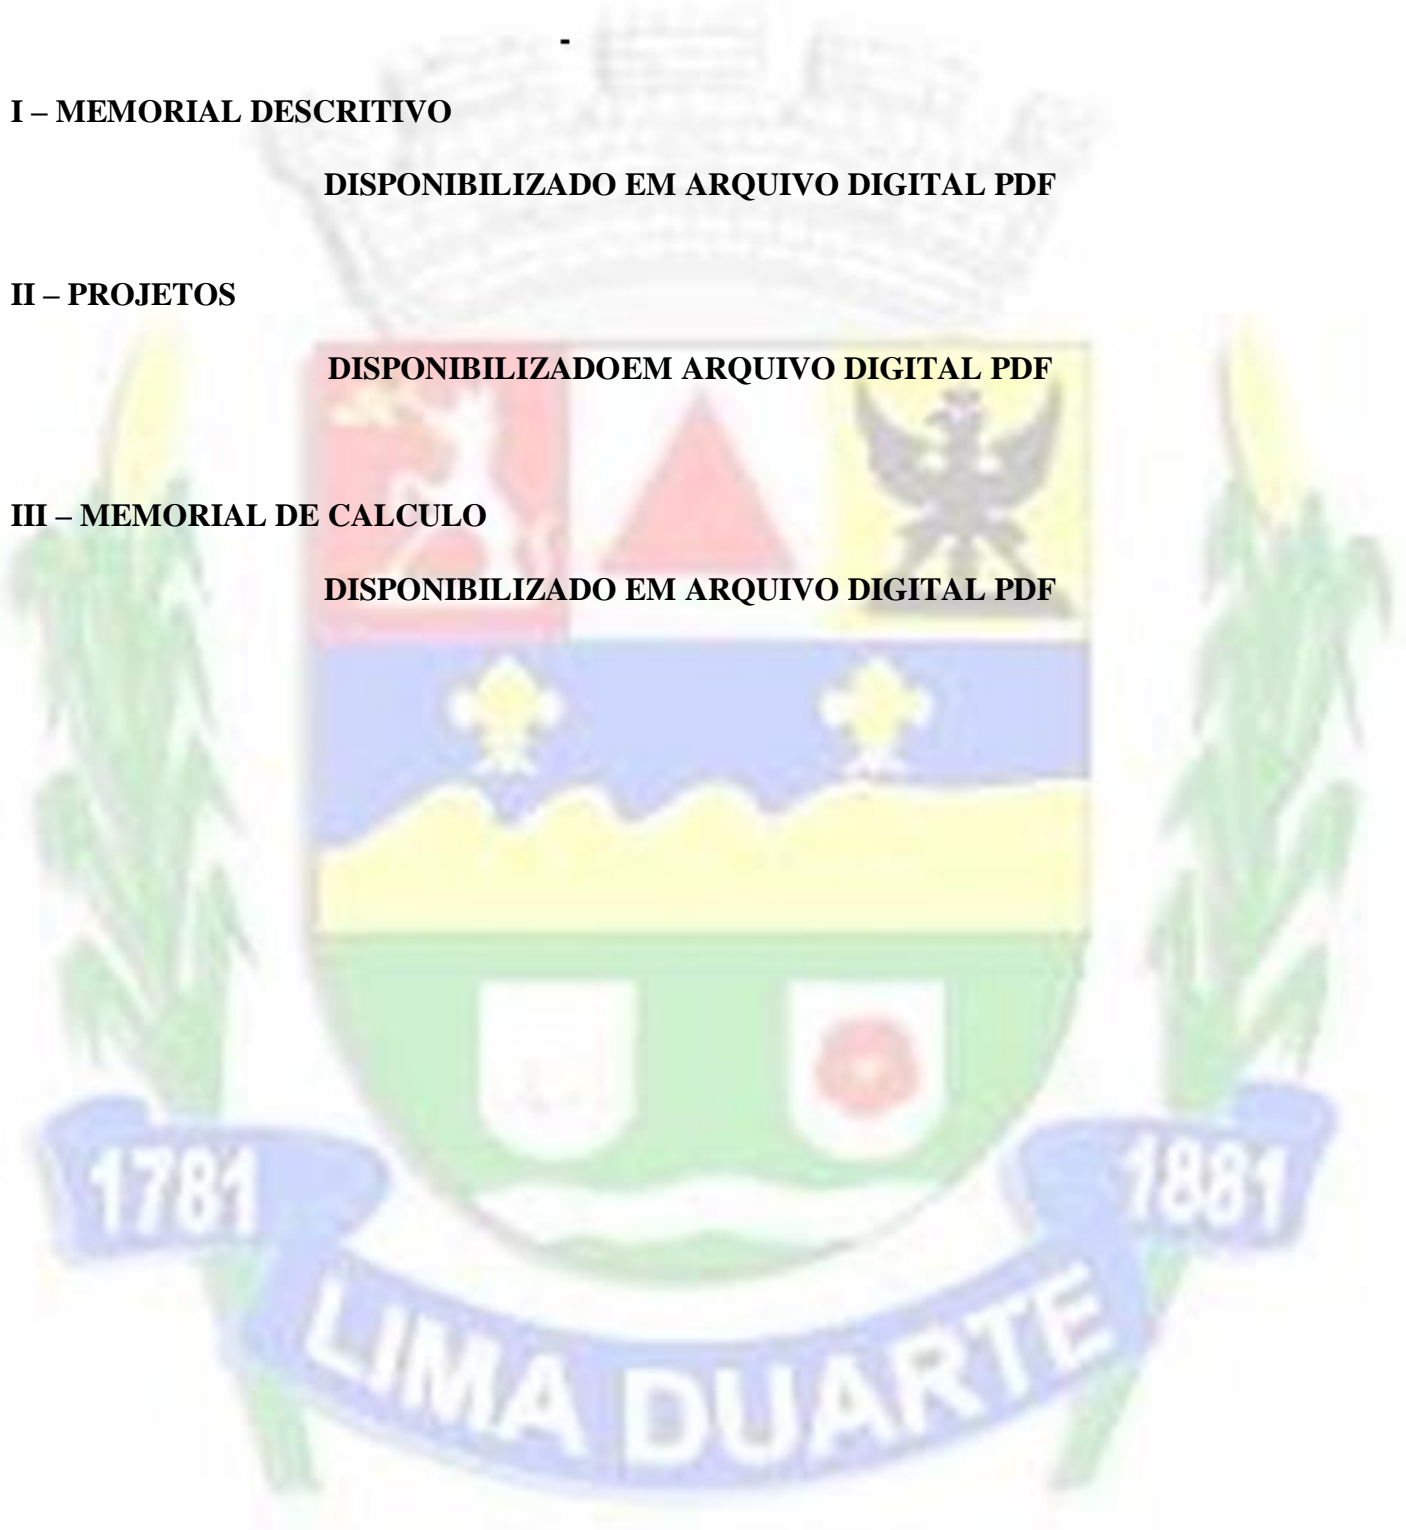 -
I – MEMORIAL DESCRITIVO
DISPONIBILIZADO EM ARQUIVO DIGITAL PDF
II – PROJETOS
DISPONIBILIZADOEM ARQUIVO DIGITAL PDF
III – MEMORIAL DE CALCULO
DISPONIBILIZADO EM ARQUIVO DIGITAL PDF
1781
1881
LIMA DUARTE